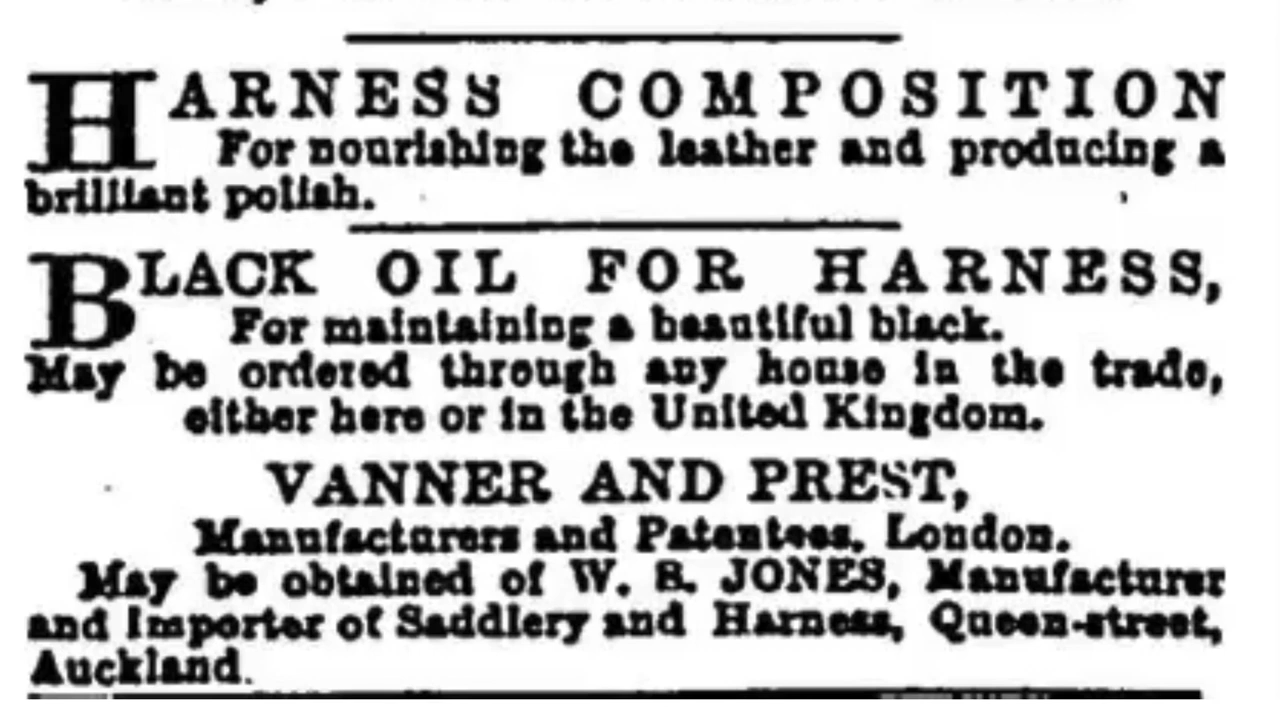 HARNESS COMPOSITION
For nourishing the leather and producing a
brilliant polish.
BLACK OIL FOR HARNESS,
For maintaining a beautiful black.
May be ordered through any house in the trade,
either here or in the United Kingdom.
VANNER AND PREST,
Manufacturers and Patentees, London.
May be obtained of W. B. JONES, Manufacturer
and Importer of Saddlery and Harness, Queen-street,
Auckland.